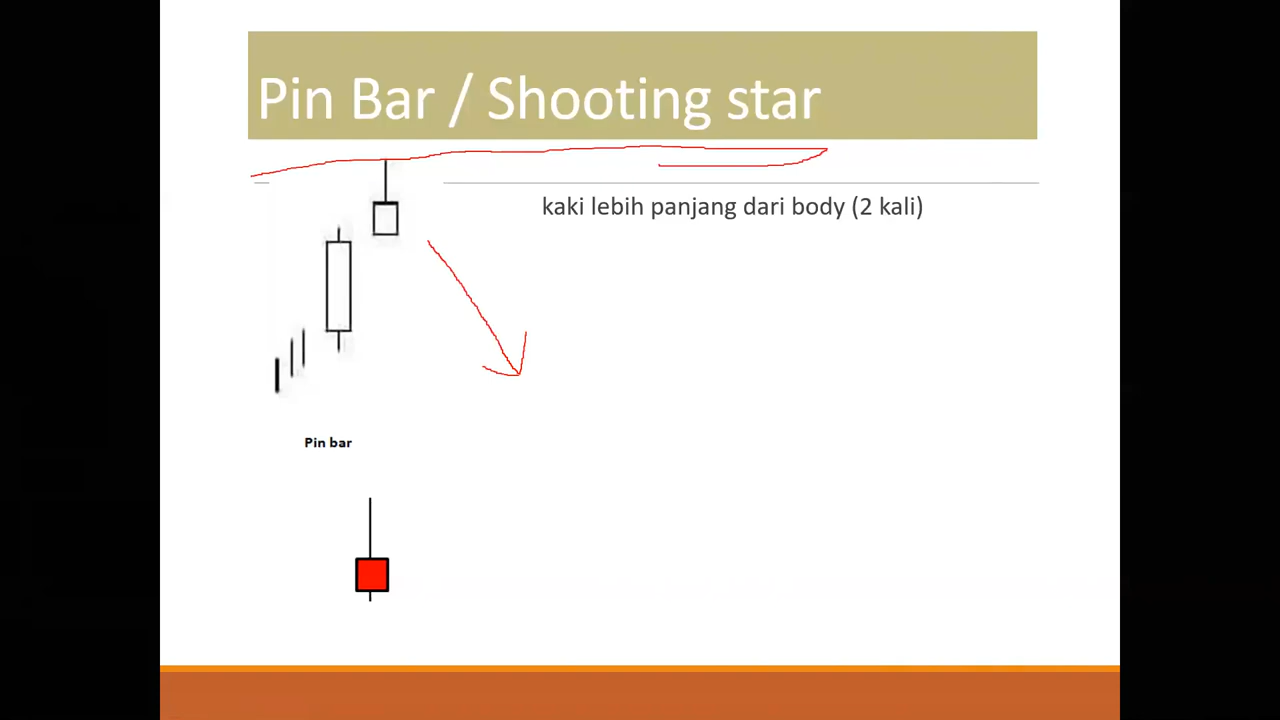 Pin Bar / Shooting star
kaki lebih panjang dari body (2 kali)
Pin bar